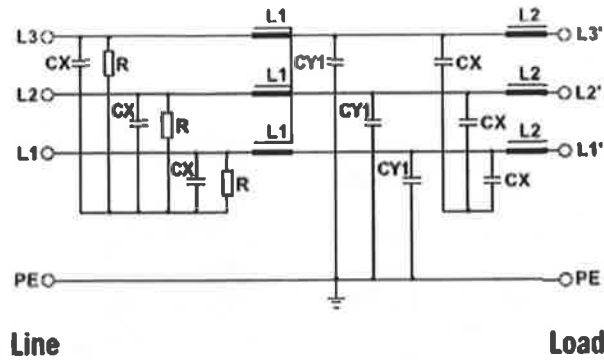 L1 L2
L3 L3'
CX R CY1 CX
L1 L2
L2 L2'
CX R CY1 CX
L1 L2
L1 L1'
CX R CY1 CX
PE PE
Line Load